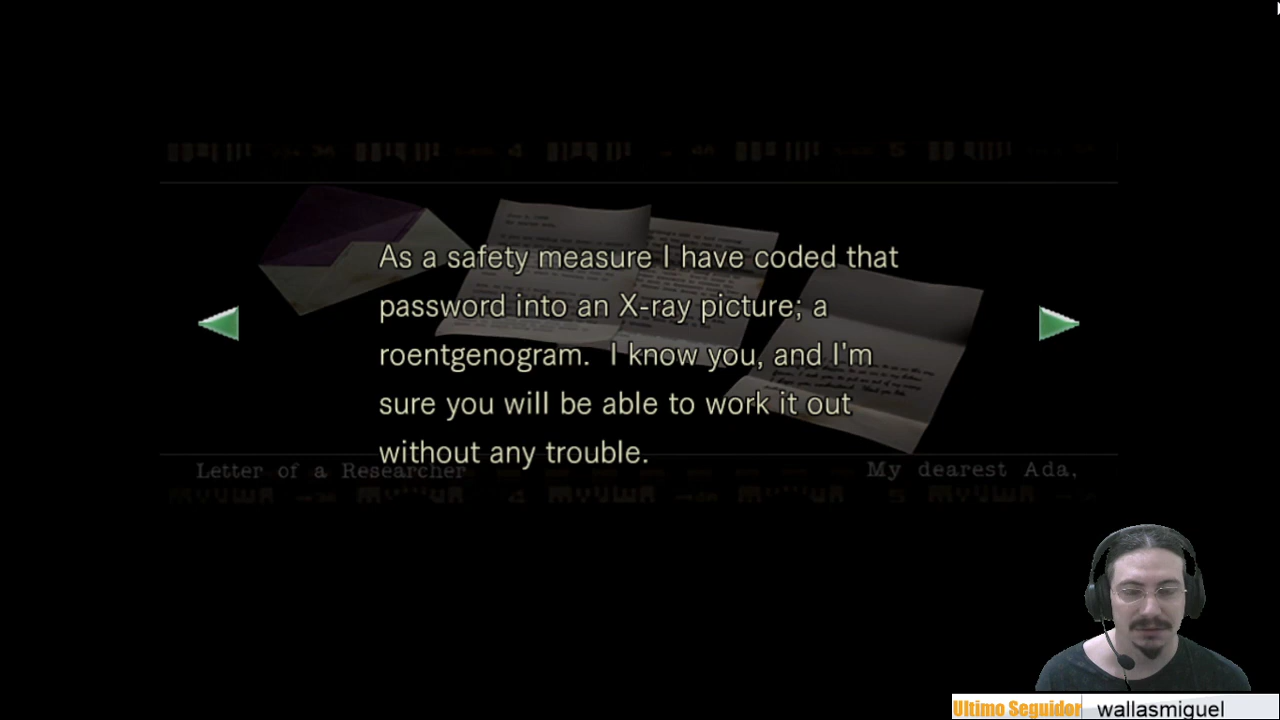 As a safety measure I have coded that
password into an X-ray picture; a
roentgenogram.  I know you, and I'm
sure you will be able to work it out
without any trouble.
Letter of a Researcher
My dearest Ada,
Ultimo Seguidor
wallasmiguel